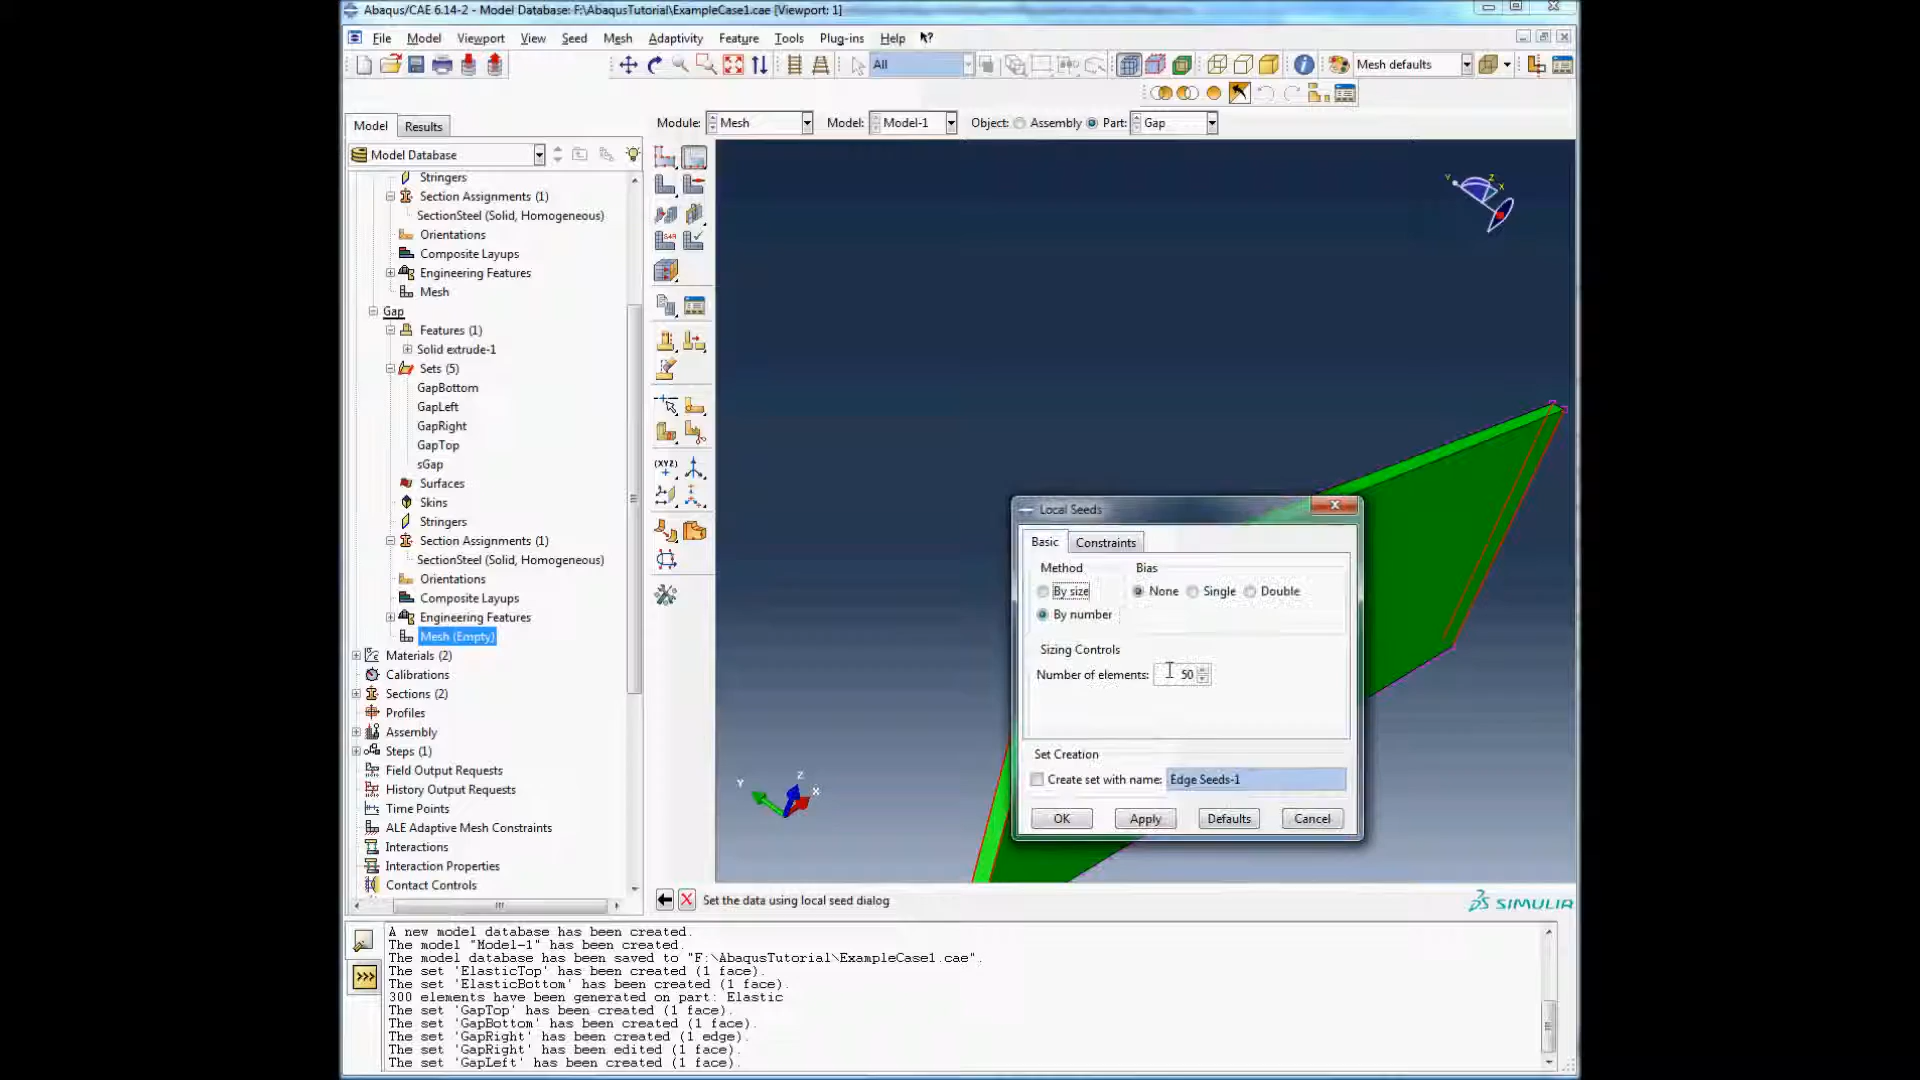 Abaqus/CAE 6.14-2 - Model Database: F:\AbaqusTutorial\ExampleCase1.cae [Viewport: 1]
File Model Viewport View Seed Mesh Adaptivity Feature Tools Plug-ins Help
All
Mesh defaults
Model Results
Module: Mesh Model: Model-1 Object: Assembly Part: Gap
Model Database
Stringers
Section Assignments (1)
SectionSteel (Solid, Homogeneous)
Orientations
Composite Layups
Engineering Features
Mesh
Gap
Features (1)
Solid extrude-1
Sets (5)
GapBottom
GapLeft
GapRight
GapTop
sGap
Surfaces
Skins
Stringers
Section Assignments (1)
SectionSteel (Solid, Homogeneous)
Orientations
Composite Layups
Engineering Features
Mesh (Empty)
Materials (2)
Calibrations
Sections (2)
Profiles
Assembly
Steps (1)
Field Output Requests
History Output Requests
Time Points
ALE Adaptive Mesh Constraints
Interactions
Interaction Properties
Contact Controls
(XYZ)
Y Z X
Local Seeds
Basic Constraints
Method Bias
By size None Single Double
By number
Sizing Controls
Number of elements: 50
Set Creation
Create set with name: Edge Seeds-1
OK Apply Defaults Cancel
Y Z X
Set the data using local seed dialog
SIMULIA
A new model database has been created.
The model "Model-1" has been created.
The model database has been saved to "F:\AbaqusTutorial\ExampleCase1.cae".
The set 'ElasticTop' has been created (1 face).
The set 'ElasticBottom' has been created (1 face).
300 elements have been generated on part: Elastic
The set 'GapTop' has been created (1 face).
The set 'GapBottom' has been created (1 face).
The set 'GapRight' has been created (1 edge).
The set 'GapRight' has been edited (1 face).
The set 'GapLeft' has been created (1 face).